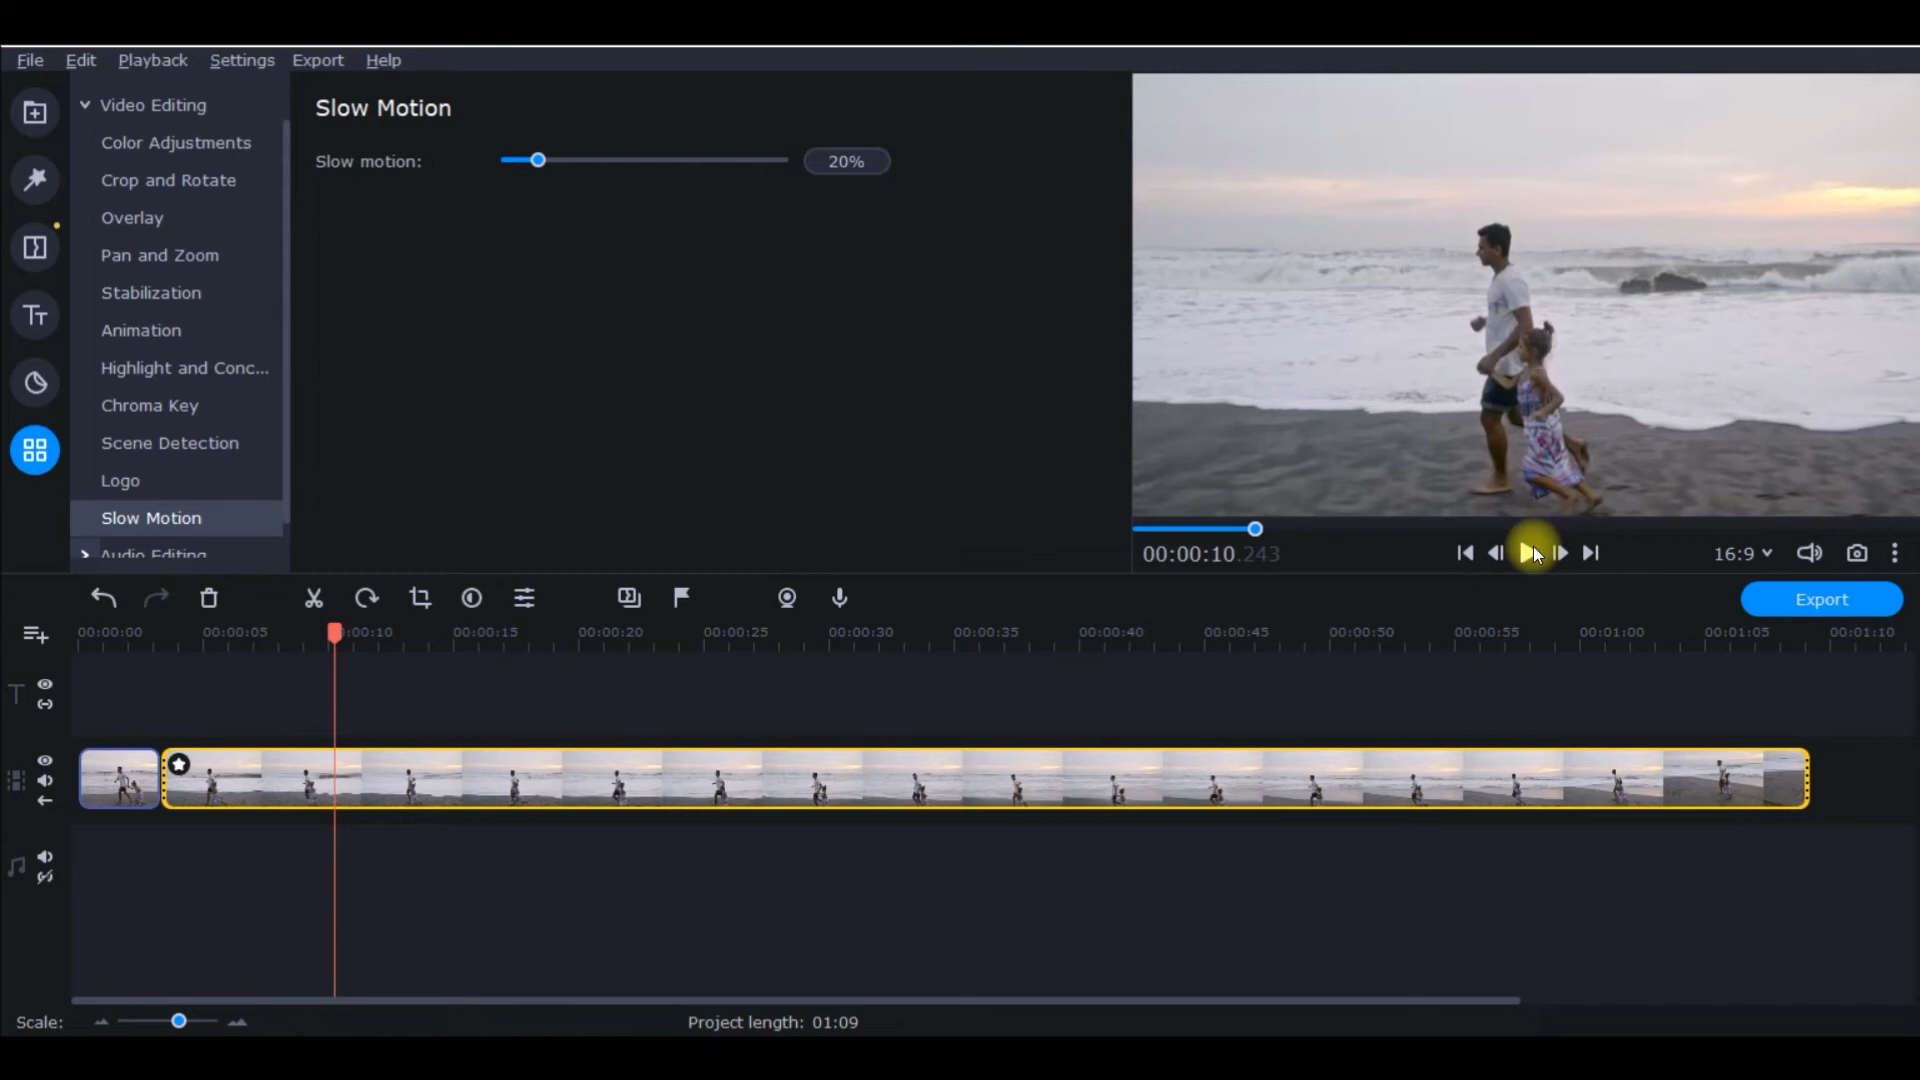 File Edit Playback Settings Export Help
Video Editing
Color Adjustments
Crop and Rotate
Overlay
Pan and Zoom
Stabilization
Animation
Highlight and Conc...
Chroma Key
Scene Detection
Logo
Slow Motion
Audio Editing
Slow Motion
Slow motion: 20%
00:00:10.243
16:9
Export
00:00:00 00:00:05 00:00:10 00:00:15 00:00:20 00:00:25 00:00:30 00:00:35 00:00:40 00:00:45 00:00:50 00:00:55 00:01:00 00:01:05 00:01:10
Scale: Project length: 01:09